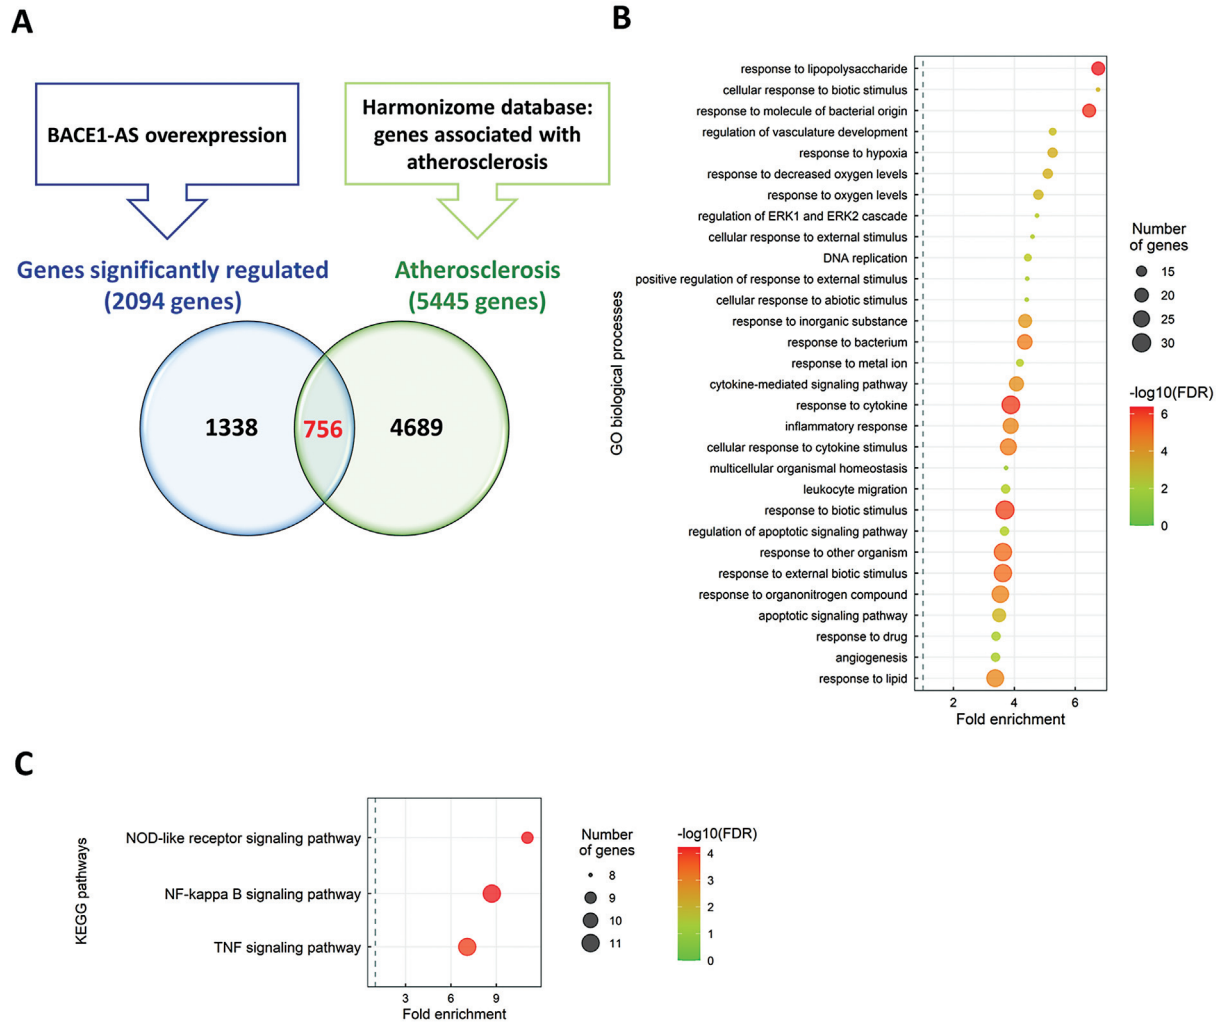 A
BACE1-AS overexpression
Harmonizome database:
genes associated with
atherosclerosis
Genes significantly regulated
(2094 genes)
Atherosclerosis
(5445 genes)
1338
756
4689
B
GO biological processes
response to lipopolysaccharide
cellular response to biotic stimulus
response to molecule of bacterial origin
regulation of vasculature development
response to hypoxia
response to decreased oxygen levels
response to oxygen levels
regulation of ERK1 and ERK2 cascade
cellular response to external stimulus
DNA replication
positive regulation of response to external stimulus
cellular response to abiotic stimulus
response to inorganic substance
response to bacterium
response to metal ion
cytokine-mediated signaling pathway
response to cytokine
inflammatory response
cellular response to cytokine stimulus
multicellular organismal homeostasis
leukocyte migration
response to biotic stimulus
regulation of apoptotic signaling pathway
response to other organism
response to external biotic stimulus
response to organonitrogen compound
apoptotic signaling pathway
response to drug
angiogenesis
response to lipid
2 4 6
Fold enrichment
Number
of genes
15
20
25
30
-log10(FDR)
6
4
2
0
C
KEGG pathways
NOD-like receptor signaling pathway
NF-kappa B signaling pathway
TNF signaling pathway
3 6 9
Fold enrichment
Number
of genes
8
9
10
11
-log10(FDR)
4
3
2
1
0